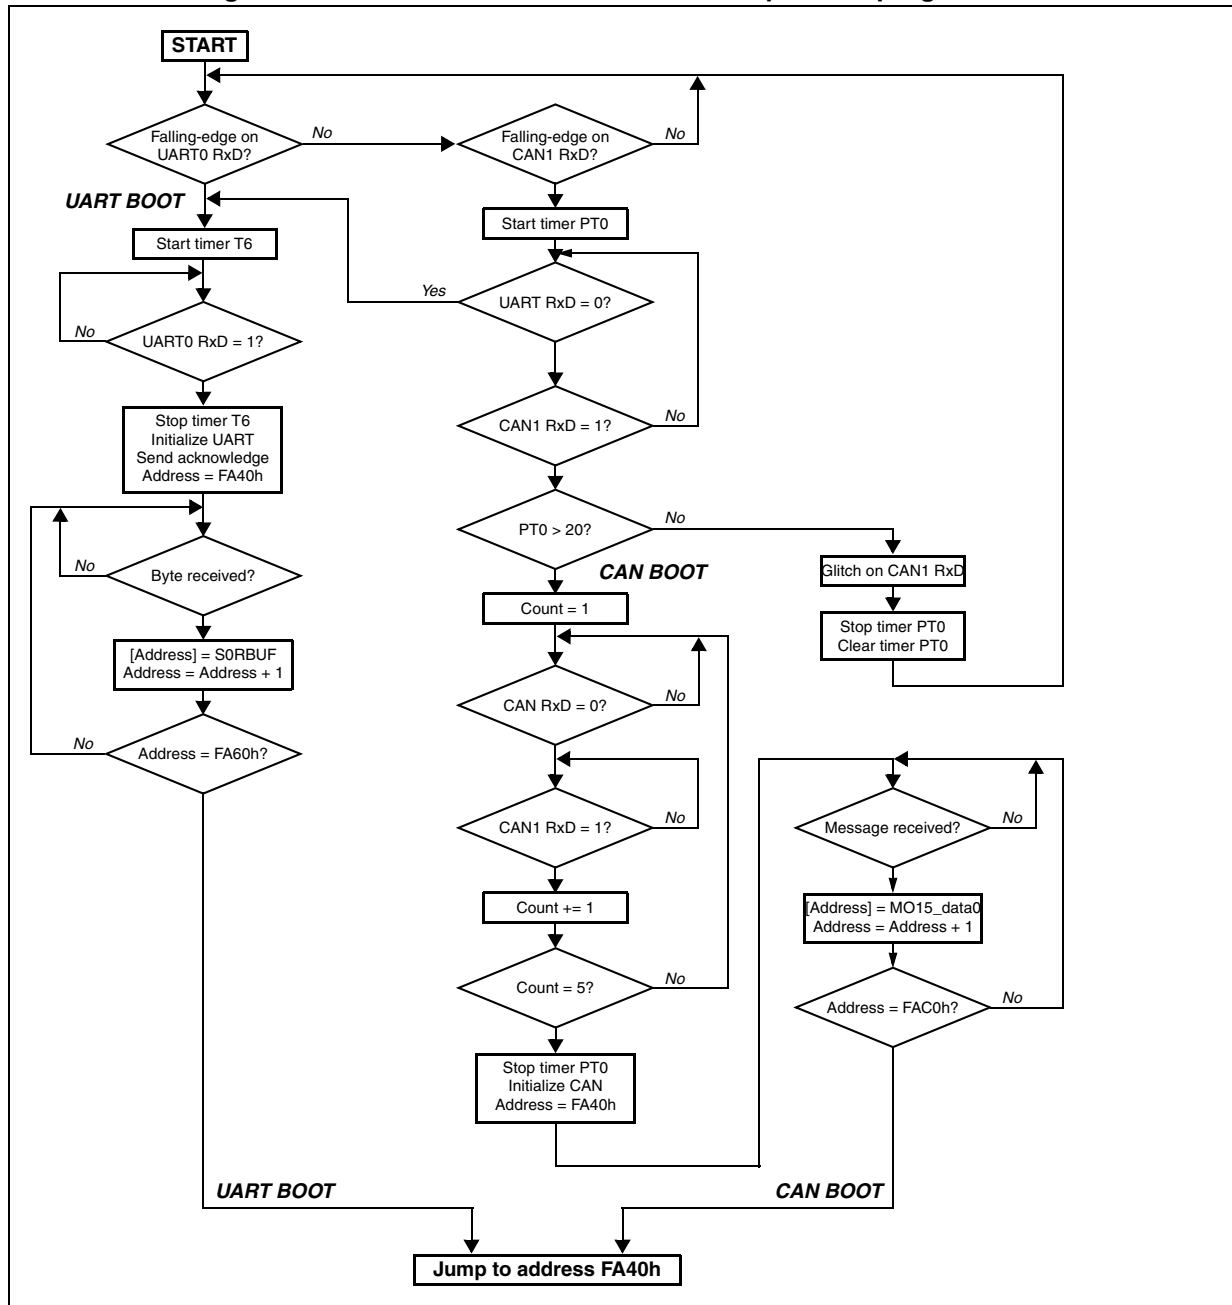 START
Falling-edge on
UART0 RxD?
No
Falling-edge on
CAN1 RxD?
No
UART BOOT
Start timer T6
Start timer PT0
Yes
UART RxD = 0?
No
UART0 RxD = 1?
Stop timer T6
Initialize UART
Send acknowledge
Address = FA40h
CAN1 RxD = 1?
No
PT0 > 20?
No
No
Byte received?
CAN BOOT
Glitch on CAN1 RxD
Count = 1
Stop timer PT0
Clear timer PT0
[Address] = S0RBUF
Address = Address + 1
CAN RxD = 0?
No
No
Address = FA60h?
CAN1 RxD = 1?
No
Message received?
No
Count += 1
[Address] = MO15_data0
Address = Address + 1
Count = 5?
No
Address = FAC0h?
No
Stop timer PT0
Initialize CAN
Address = FA40h
UART BOOT
CAN BOOT
Jump to address FA40h